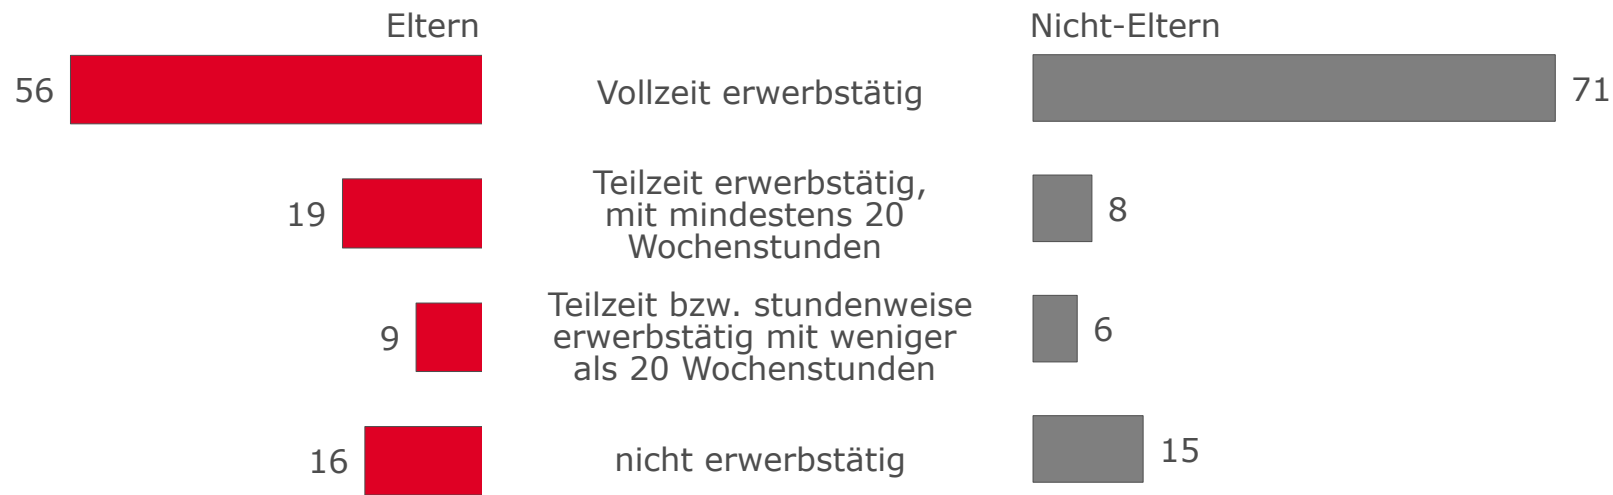 Eltern
Nicht-Eltern
56
Vollzeit erwerbstätig
71
19
Teilzeit erwerbstätig,
mit mindestens 20
Wochenstunden
8
9
Teilzeit bzw. stundenweise
erwerbstätig mit weniger
als 20 Wochenstunden
6
16
nicht erwerbstätig
15